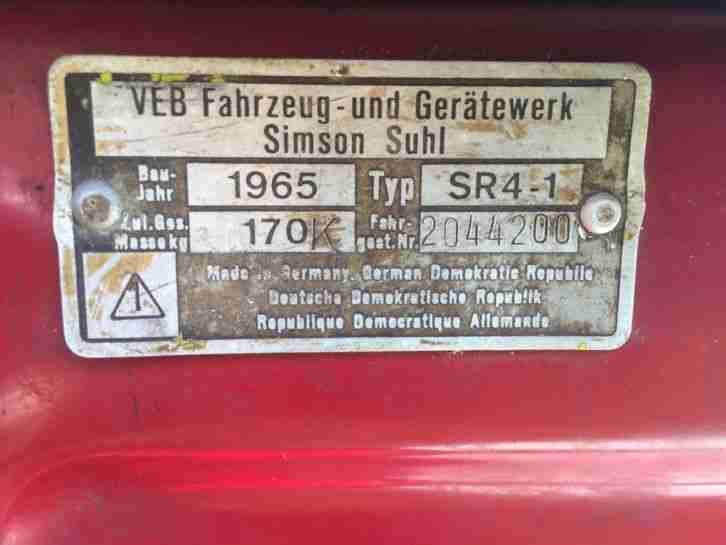 VEB Fahrzeug-und Gerätewerk
Simson Suhl
Bau-Jahr 1965 Typ SR4-1
Zul.Ges. Masse kg 170K Fahr-gest.Nr. 2044200
Made in Germany. German Demokratic Republic
Deutsche Demokratische Republik
Republique Democratique Allemande
1